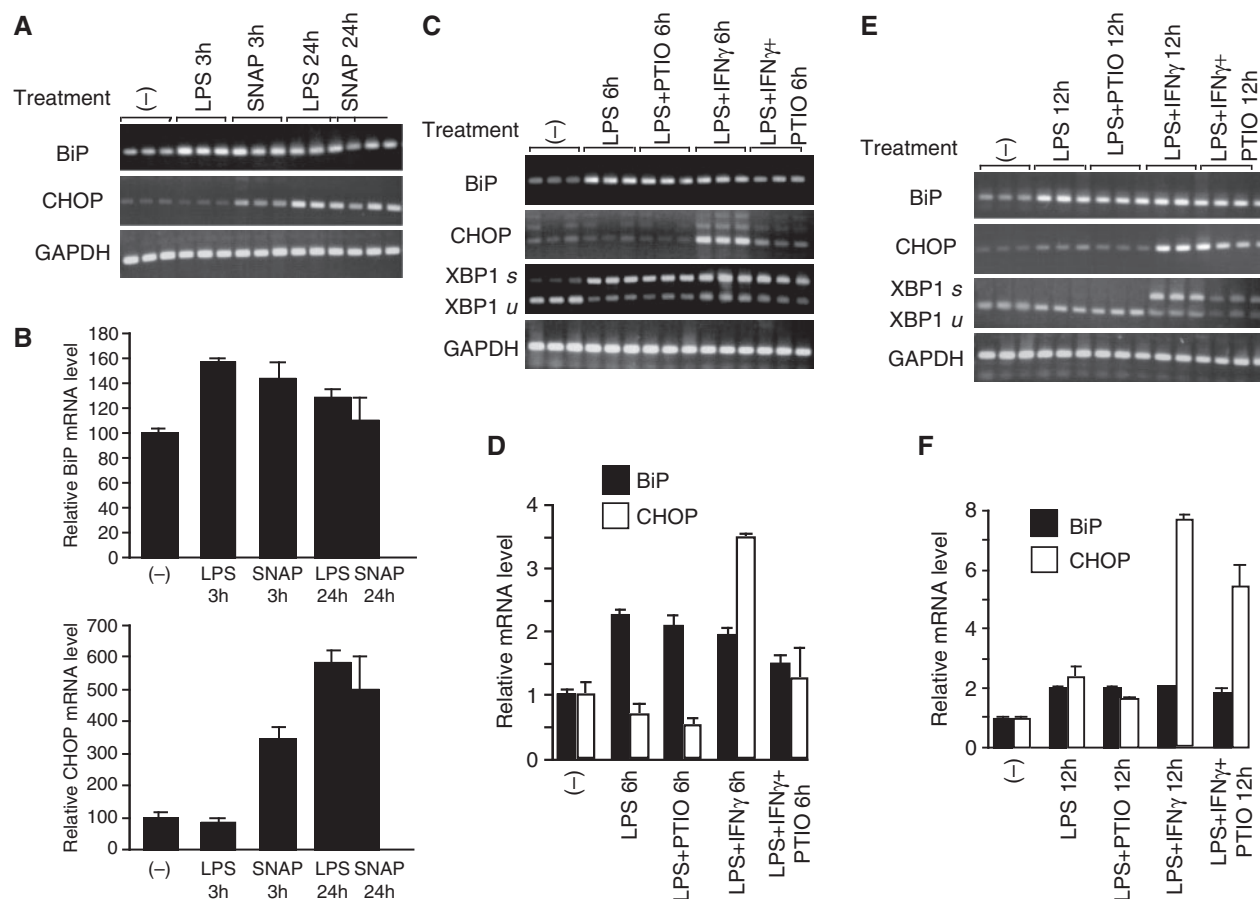 A
Treatment
(–)
LPS 3h
SNAP 3h
LPS 24h
SNAP 24h
BiP
CHOP
GAPDH
B
Relative BiP mRNA level
180
160
140
120
100
80
60
40
20
0
(–)
LPS 3h
SNAP 3h
LPS 24h
SNAP 24h
Relative CHOP mRNA level
700
600
500
400
300
200
100
0
(–)
LPS 3h
SNAP 3h
LPS 24h
SNAP 24h
C
Treatment
(–)
LPS 6h
LPS+PTIO 6h
LPS+IFNγ 6h
LPS+IFNγ+
PTIO 6h
BiP
CHOP
XBP1 s
XBP1 u
GAPDH
D
BiP
CHOP
Relative mRNA level
4
3
2
1
0
(–)
LPS 6h
LPS+PTIO 6h
LPS+IFNγ 6h
LPS+IFNγ+
PTIO 6h
E
Treatment
(–)
LPS 12h
LPS+PTIO 12h
LPS+IFNγ 12h
LPS+IFNγ+
PTIO 12h
BiP
CHOP
XBP1 s
XBP1 u
GAPDH
F
BiP
CHOP
Relative mRNA level
8
6
4
2
0
(–)
LPS 12h
LPS+PTIO 12h
LPS+IFNγ 12h
LPS+IFNγ+
PTIO 12h